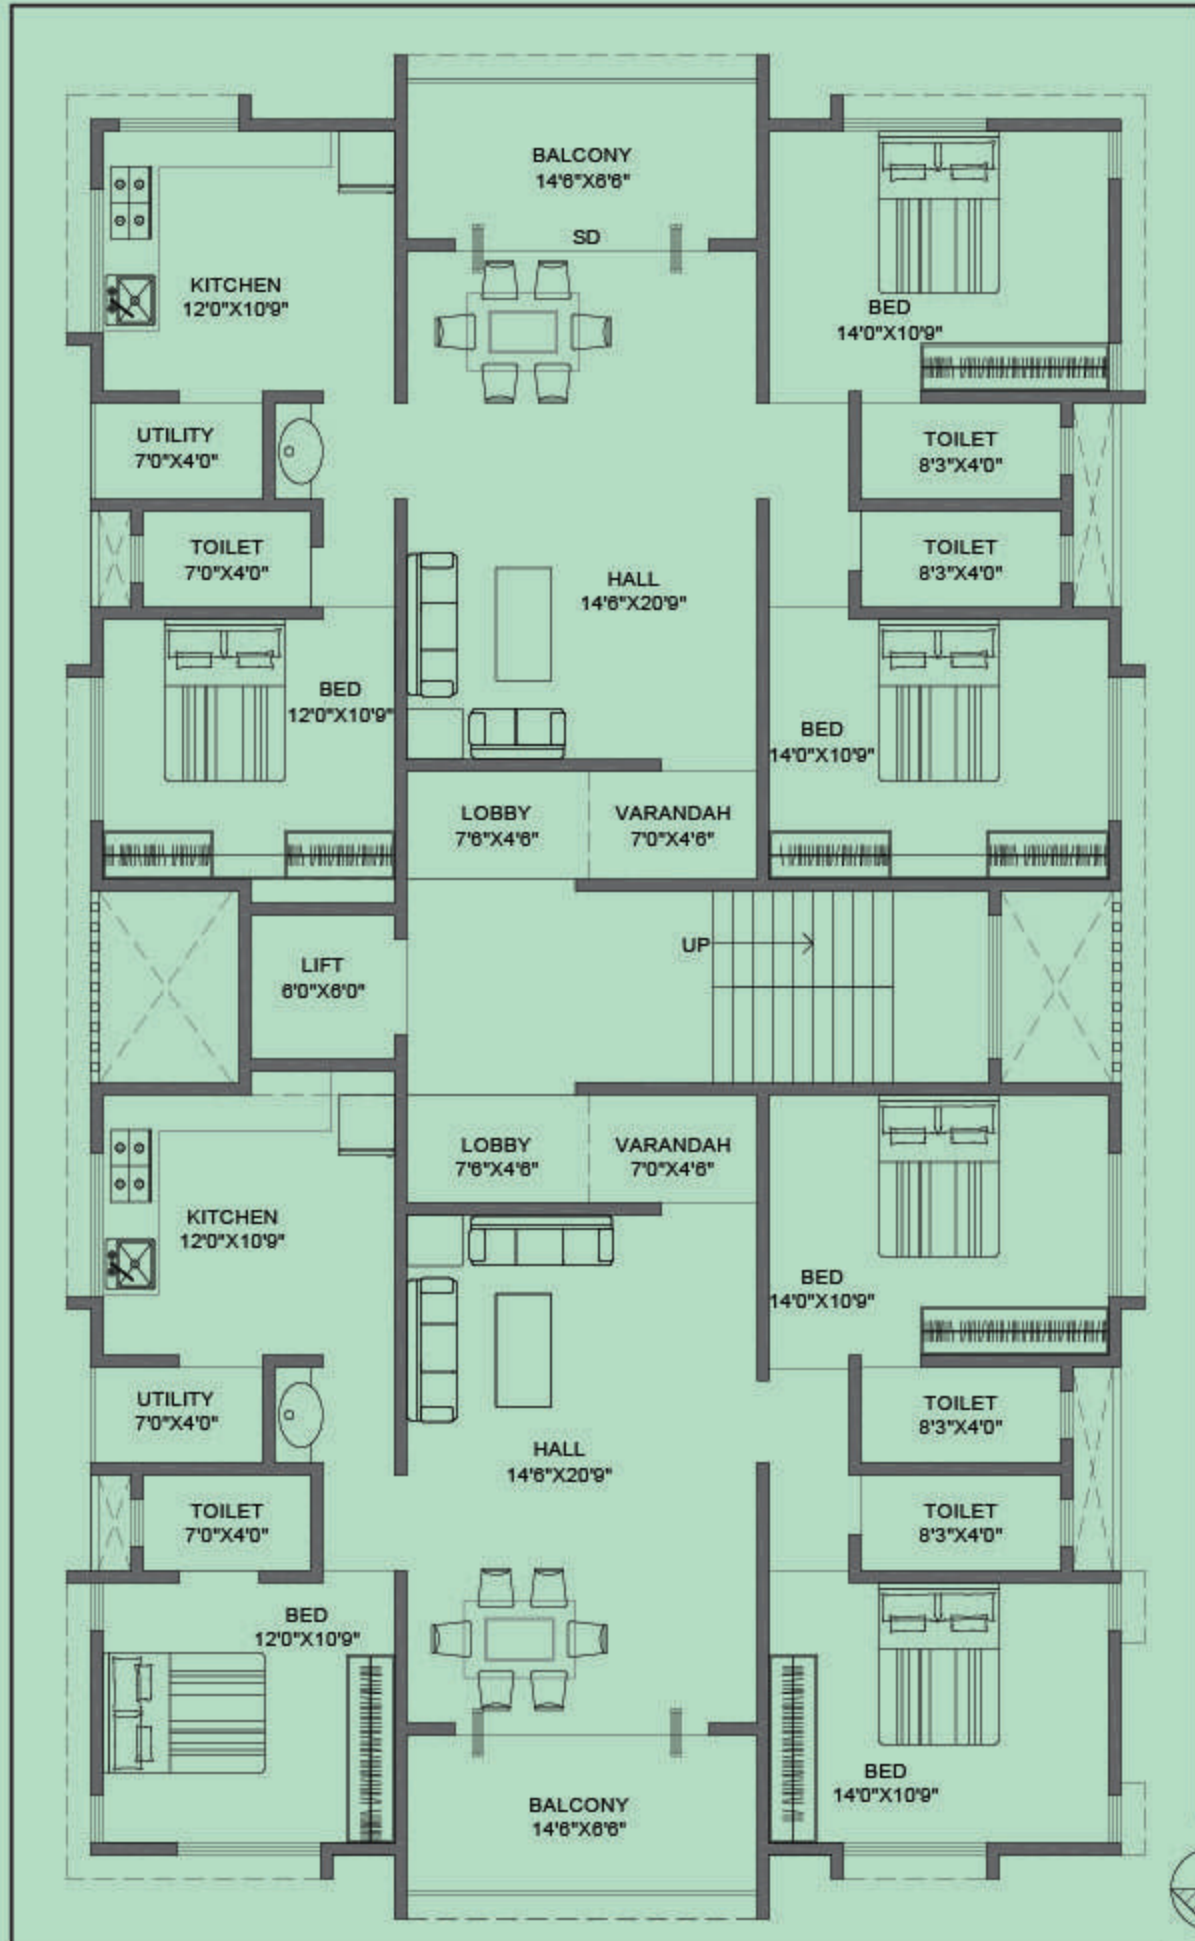 BALCONY
14'6"X6'6"
SD
KITCHEN
12'0"X10'9"
BED
14'0"X10'9"
UTILITY
7'0"X4'0"
TOILET
8'3"X4'0"
TOILET
7'0"X4'0"
TOILET
8'3"X4'0"
HALL
14'6"X20'9"
BED
12'0"X10'9"
BED
14'0"X10'9"
LOBBY
7'6"X4'6"
VARANDAH
7'0"X4'6"
UP
LIFT
6'0"X6'0"
LOBBY
7'6"X4'6"
VARANDAH
7'0"X4'6"
KITCHEN
12'0"X10'9"
BED
14'0"X10'9"
UTILITY
7'0"X4'0"
TOILET
8'3"X4'0"
HALL
14'6"X20'9"
TOILET
7'0"X4'0"
TOILET
8'3"X4'0"
BED
12'0"X10'9"
BED
14'0"X10'9"
BALCONY
14'6"X6'6"